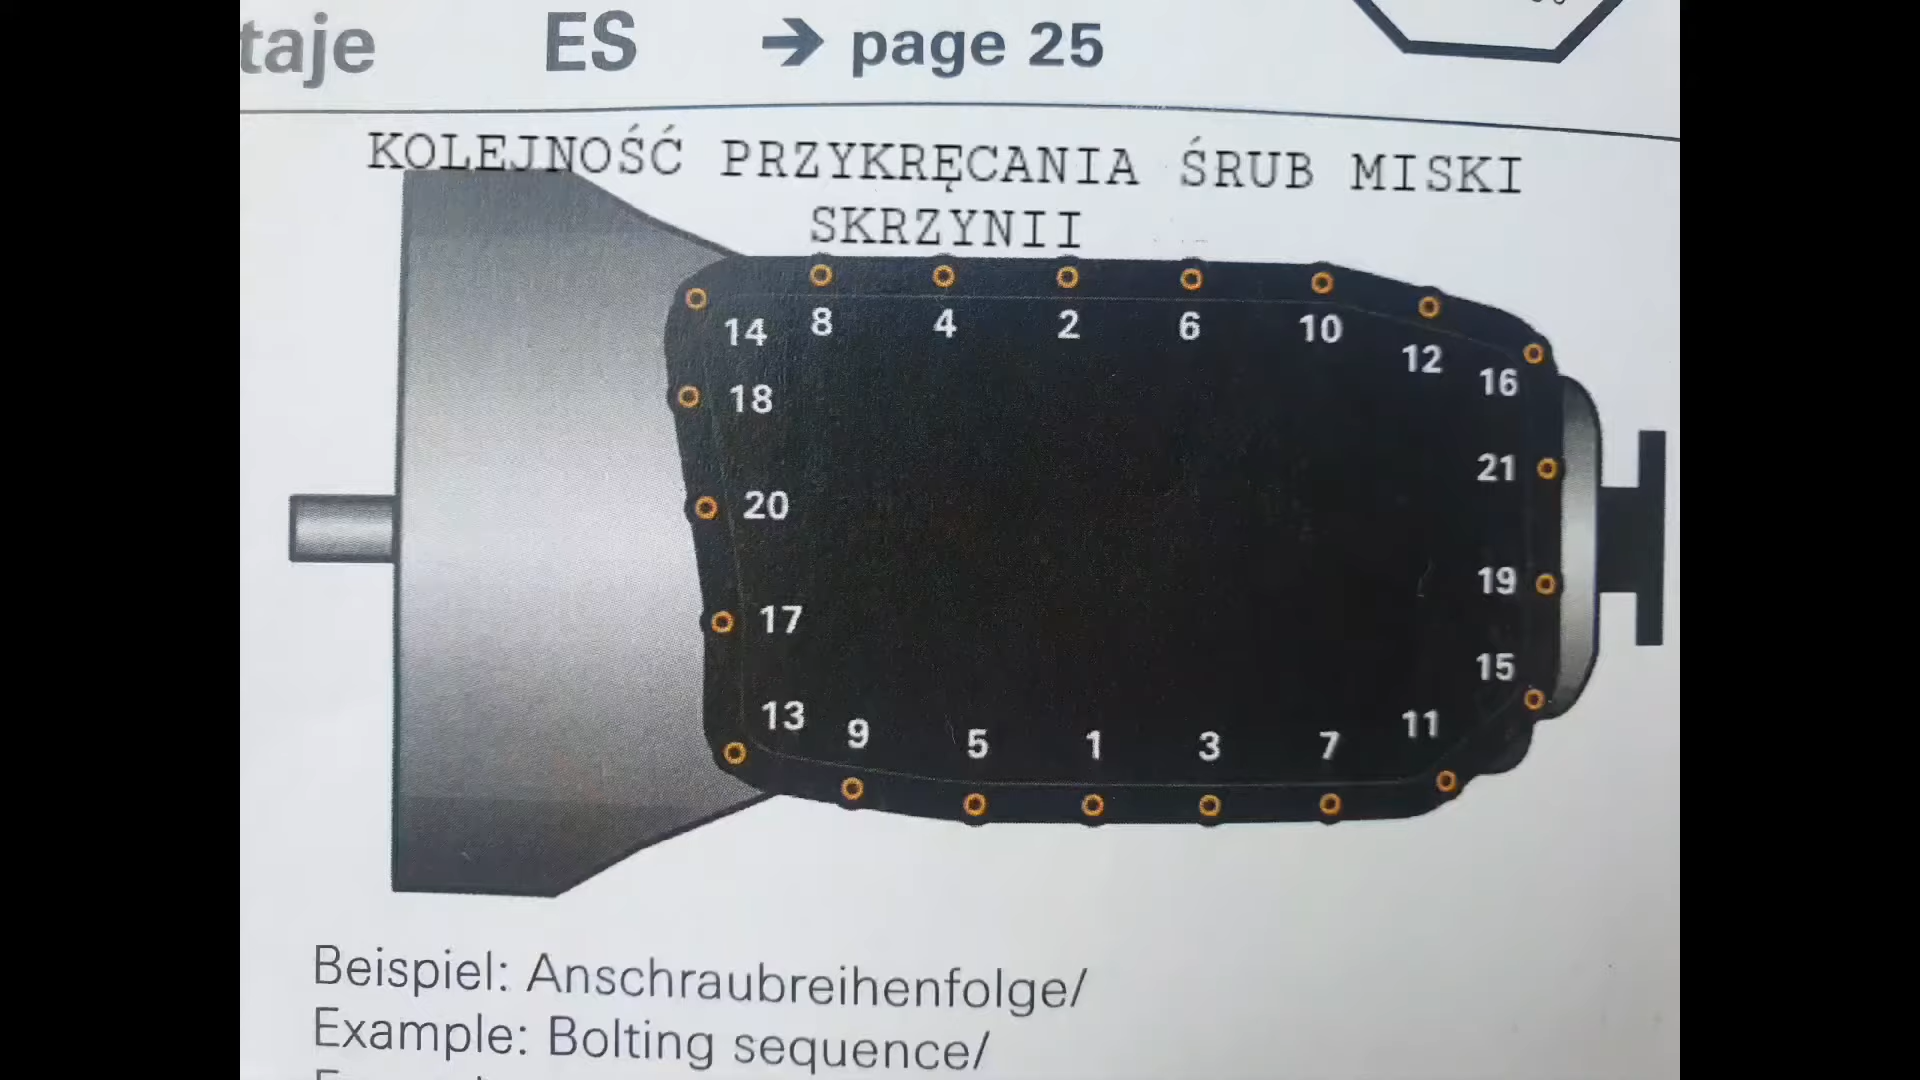 taje ES → page 25
KOLEJNOŚĆ PRZYKRĘCANIA ŚRUB MISKI
SKRZYNII
14 8 4 2 6 10 12 16
18
21
20
19
17
15
13 9 5 1 3 7 11
Beispiel: Anschraubreihenfolge/
Example: Bolting sequence/